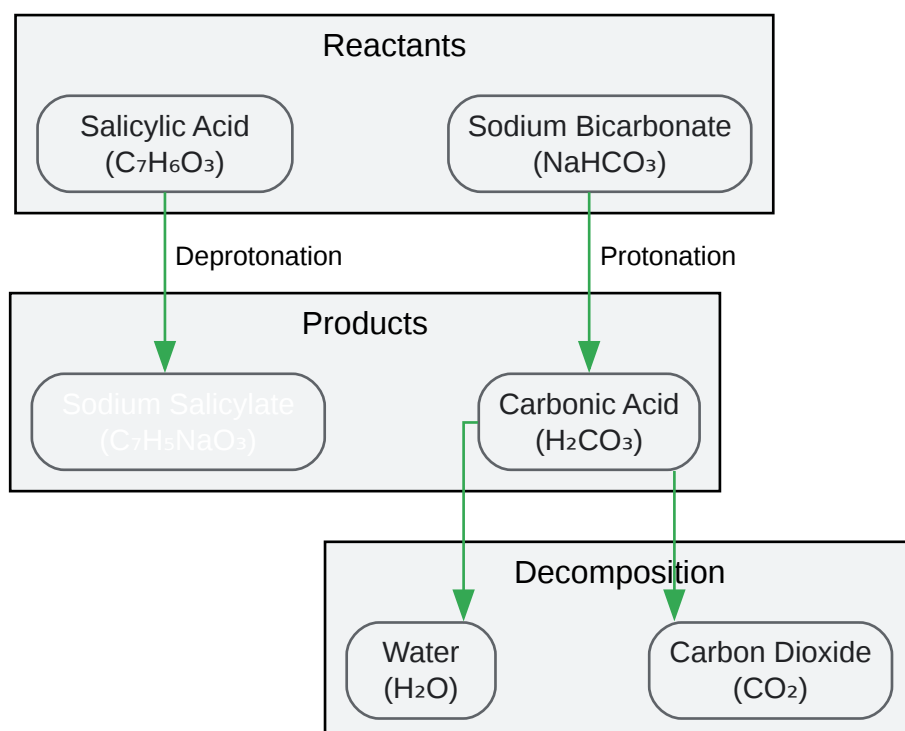 Reactants
Salicylic Acid
(C₇H₆O₃)
Sodium Bicarbonate
(NaHCO₃)
Deprotonation
Protonation
Products
Sodium Salicylate
(C₇H₅NaO₃)
Carbonic Acid
(H₂CO₃)
Decomposition
Water
(H₂O)
Carbon Dioxide
(CO₂)